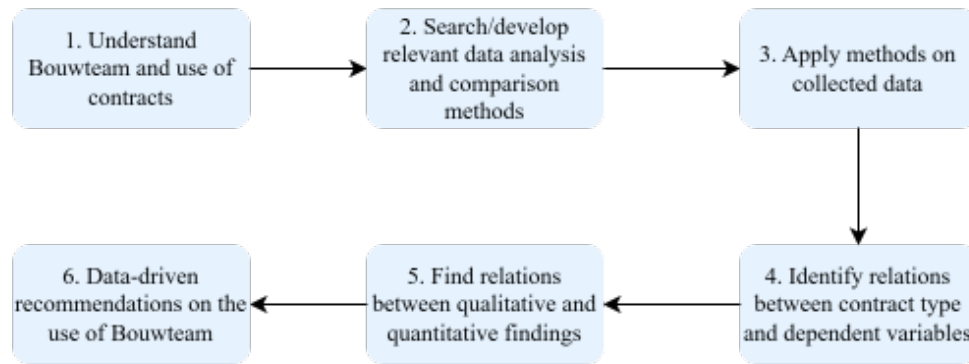 1. Understand
Bouwteam and use of
contracts
2. Search/develop
relevant data analysis
and comparison
methods
3. Apply methods on
collected data
4. Identify relations
between contract type
and dependent variables
5. Find relations
between qualitative and
quantitative findings
6. Data-driven
recommendations on the
use of Bouwteam